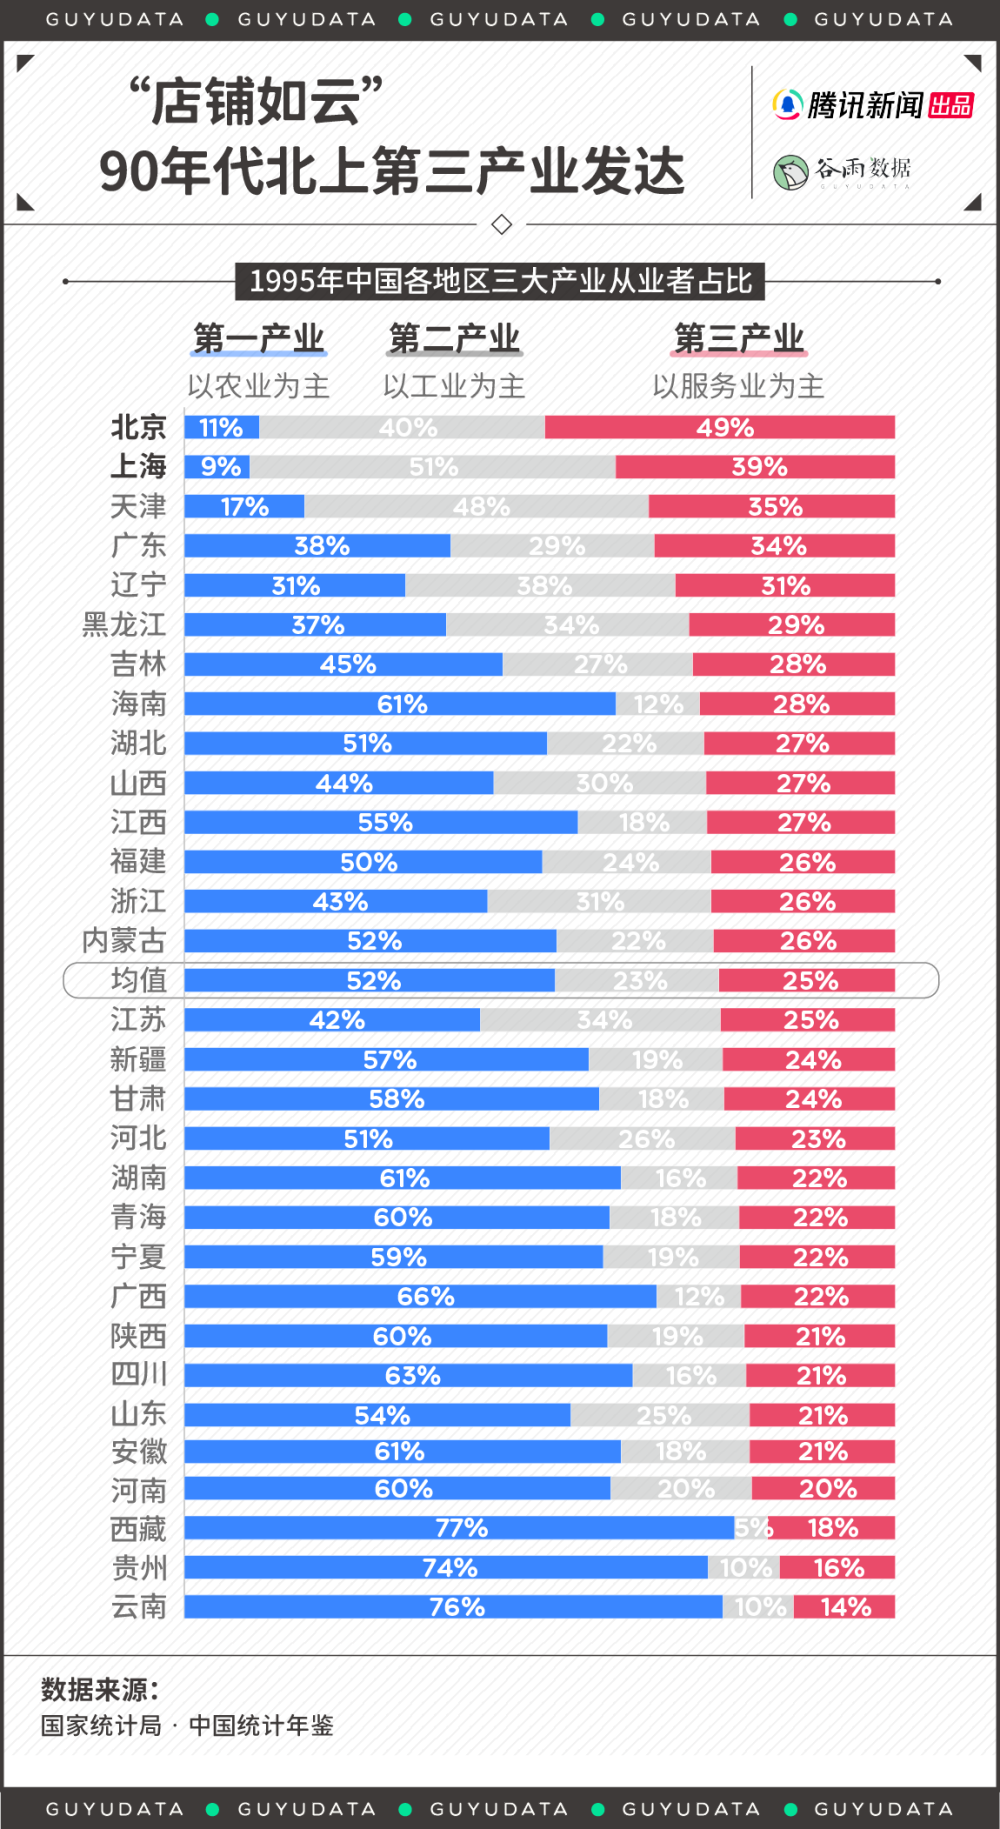 GUYUDATA ● GUYUDATA ● GUYUDATA ● GUYUDATA ● GUYUDATA
“店铺如云”
90年代北上第三产业发达
腾讯新闻 出品
谷雨数据
GUYUDATA
1995年中国各地区三大产业从业者占比
第一产业 第二产业 第三产业
以农业为主 以工业为主 以服务业为主
北京 11% 40% 49%
上海 9% 51% 39%
天津 17% 48% 35%
广东 38% 29% 34%
辽宁 31% 38% 31%
黑龙江 37% 34% 29%
吉林 45% 27% 28%
海南 61% 12% 28%
湖北 51% 22% 27%
山西 44% 30% 27%
江西 55% 18% 27%
福建 50% 24% 26%
浙江 43% 31% 26%
内蒙古 52% 22% 26%
均值 52% 23% 25%
江苏 42% 34% 25%
新疆 57% 19% 24%
甘肃 58% 18% 24%
河北 51% 26% 23%
湖南 61% 16% 22%
青海 60% 18% 22%
宁夏 59% 19% 22%
广西 66% 12% 22%
陕西 60% 19% 21%
四川 63% 16% 21%
山东 54% 25% 21%
安徽 61% 18% 21%
河南 60% 20% 20%
西藏 77% 5% 18%
贵州 74% 10% 16%
云南 76% 10% 14%
数据来源：
国家统计局 · 中国统计年鉴
GUYUDATA ● GUYUDATA ● GUYUDATA ● GUYUDATA ● GUYUDATA